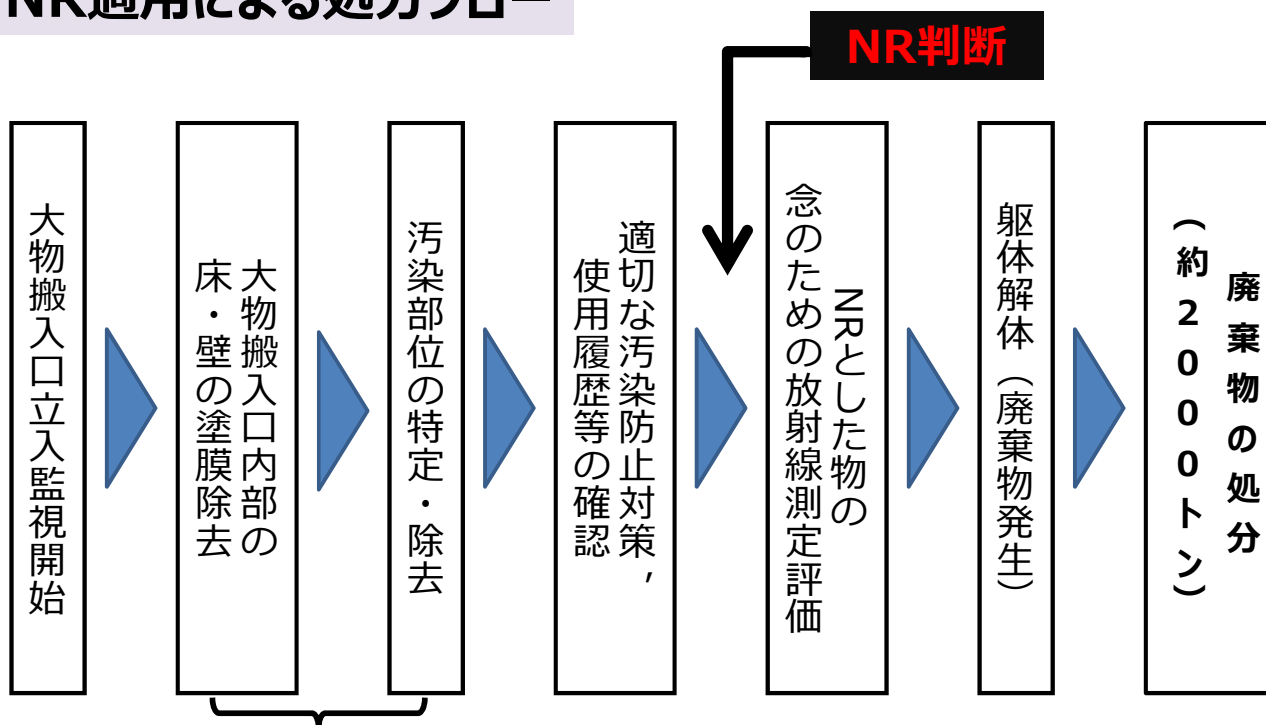 NR適用による処分フロー
NR判断
大物搬入口立入監視開始
大物搬入口内部の
床・壁の塗膜除去
汚染部位の特定・除去
適切な汚染防止対策，
使用履歴等の確認
NRとした物の
念のための放射線測定評価
躯体解体（廃棄物発生）
廃棄物の処分
（約２０００トン）